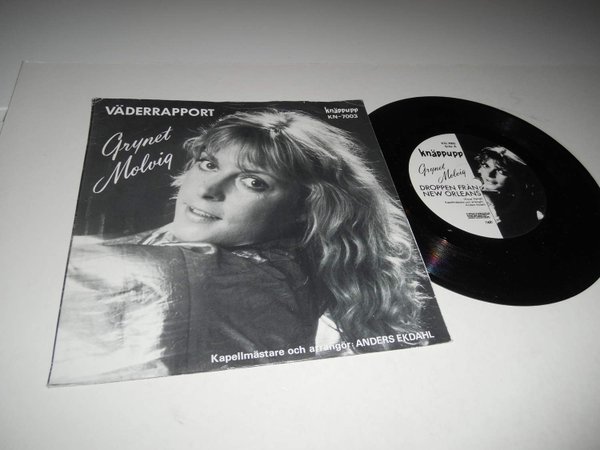 VÄDERRAPPORT
knäppupp
KN-7003
Grynet
Molvig
Kapellmästare och arrangör: ANDERS EKDAHL
knäppupp
Grynet
Molvig
DROPPEN FRÅN
NEW ORLEANS